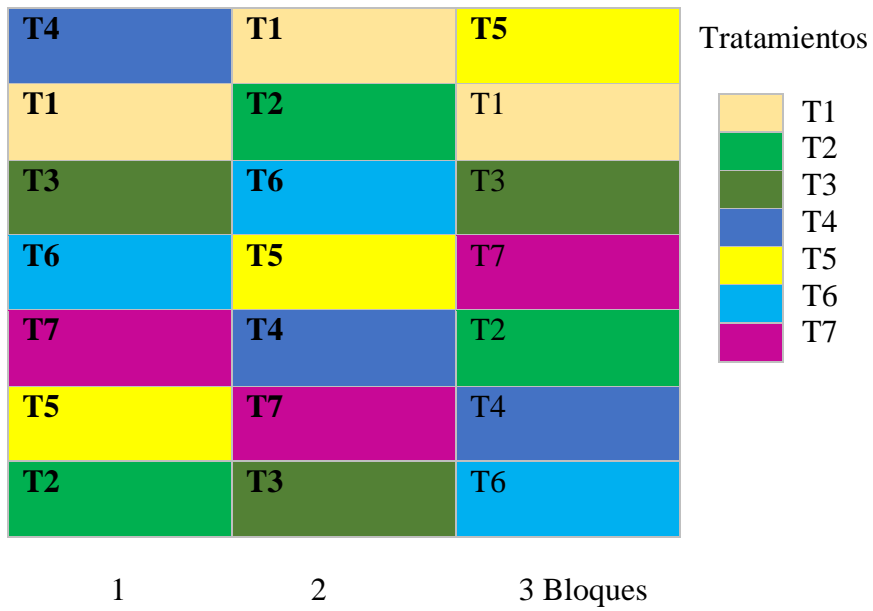 T4 T1 T5
T1 T2 T1
T3 T6 T3
T6 T5 T7
T7 T4 T2
T5 T7 T4
T2 T3 T6
1 2 3 Bloques
Tratamientos
T1
T2
T3
T4
T5
T6
T7